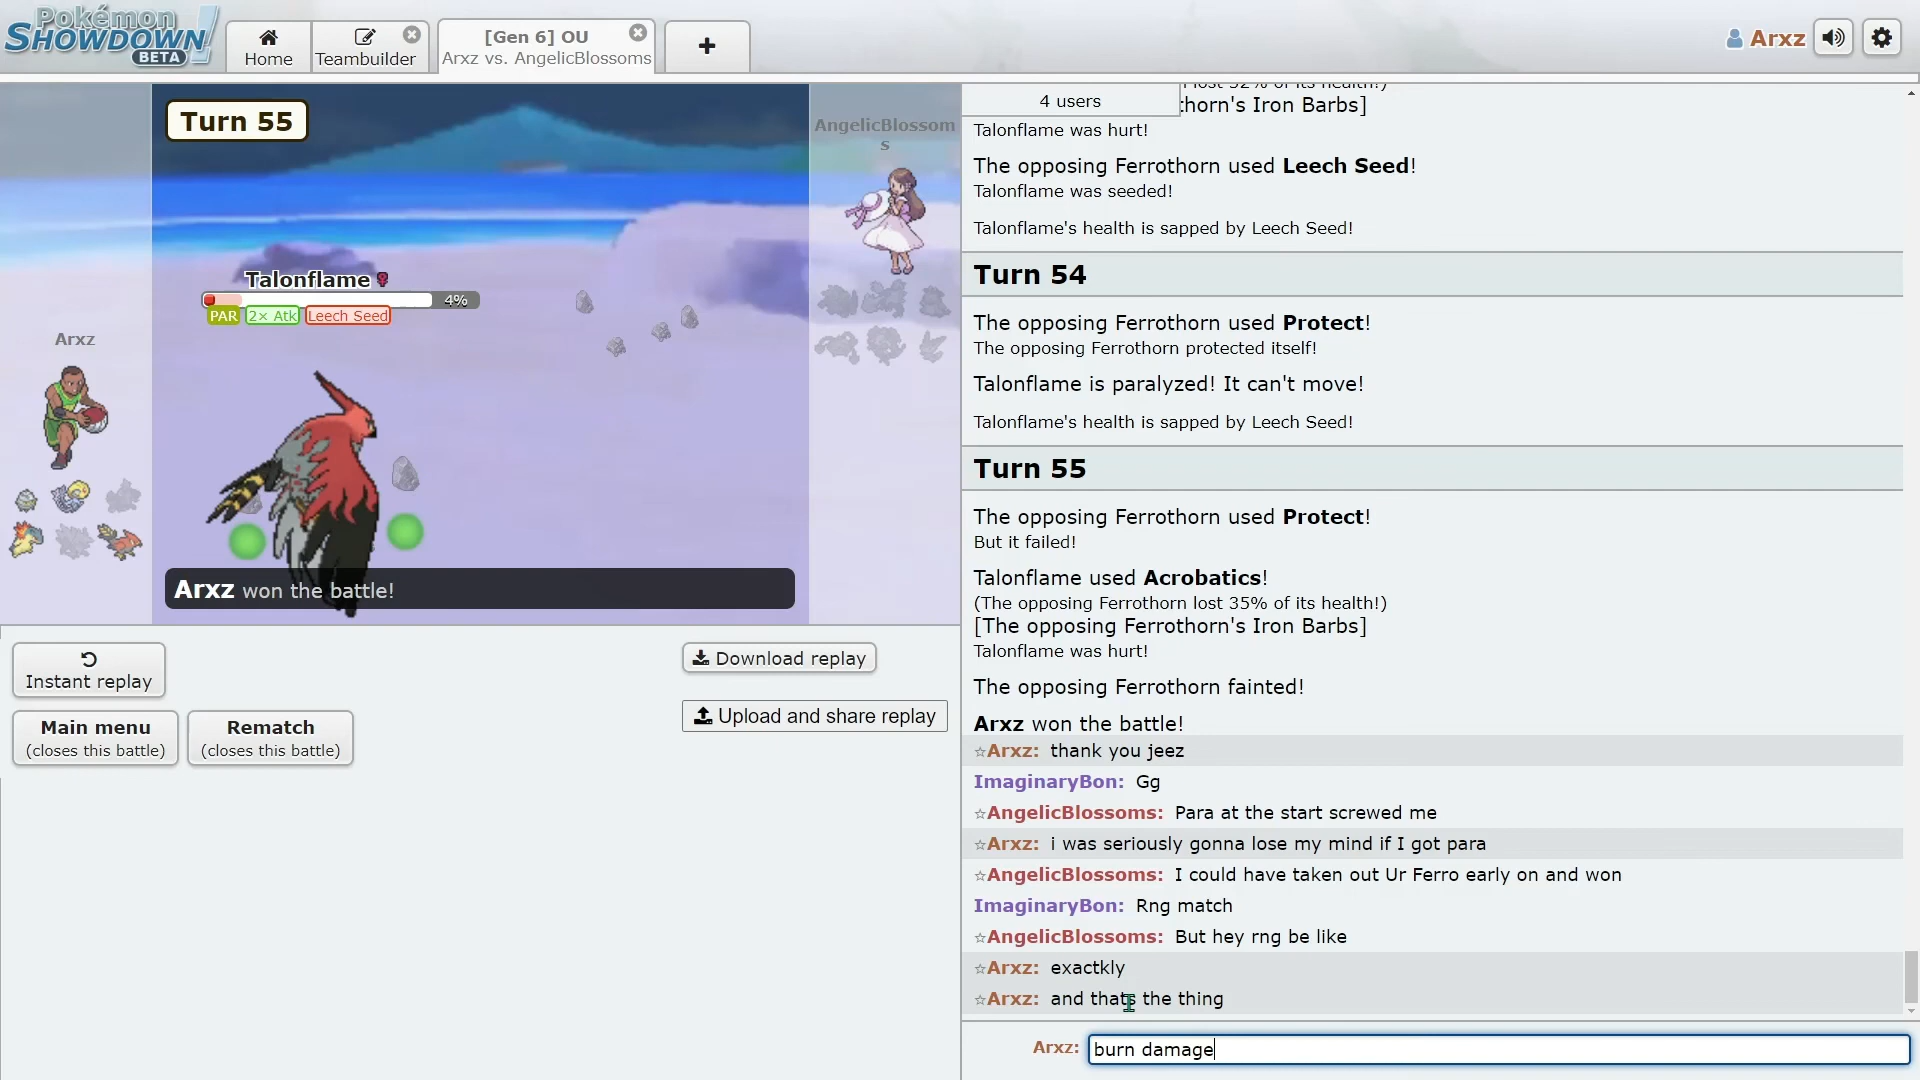 Pokémon
SHOWDOWN!
BETA
Home
Teambuilder
[Gen 6] OU
Arxz vs. AngelicBlossoms
Arxz
Turn 55
AngelicBlossom
s
Talonflame
4%
PAR 2× Atk Leech Seed
Arxz
Arxz won the battle!
Instant replay
Download replay
Upload and share replay
Main menu
(closes this battle)
Rematch
(closes this battle)
4 users
lost 32% of its health!)
thorn's Iron Barbs]
Talonflame was hurt!
The opposing Ferrothorn used Leech Seed!
Talonflame was seeded!
Talonflame's health is sapped by Leech Seed!
Turn 54
The opposing Ferrothorn used Protect!
The opposing Ferrothorn protected itself!
Talonflame is paralyzed! It can't move!
Talonflame's health is sapped by Leech Seed!
Turn 55
The opposing Ferrothorn used Protect!
But it failed!
Talonflame used Acrobatics!
(The opposing Ferrothorn lost 35% of its health!)
[The opposing Ferrothorn's Iron Barbs]
Talonflame was hurt!
The opposing Ferrothorn fainted!
Arxz won the battle!
☆Arxz: thank you jeez
ImaginaryBon: Gg
☆AngelicBlossoms: Para at the start screwed me
☆Arxz: i was seriously gonna lose my mind if I got para
☆AngelicBlossoms: I could have taken out Ur Ferro early on and won
ImaginaryBon: Rng match
☆AngelicBlossoms: But hey rng be like
☆Arxz: exactkly
☆Arxz: and thats the thing
Arxz: burn damage